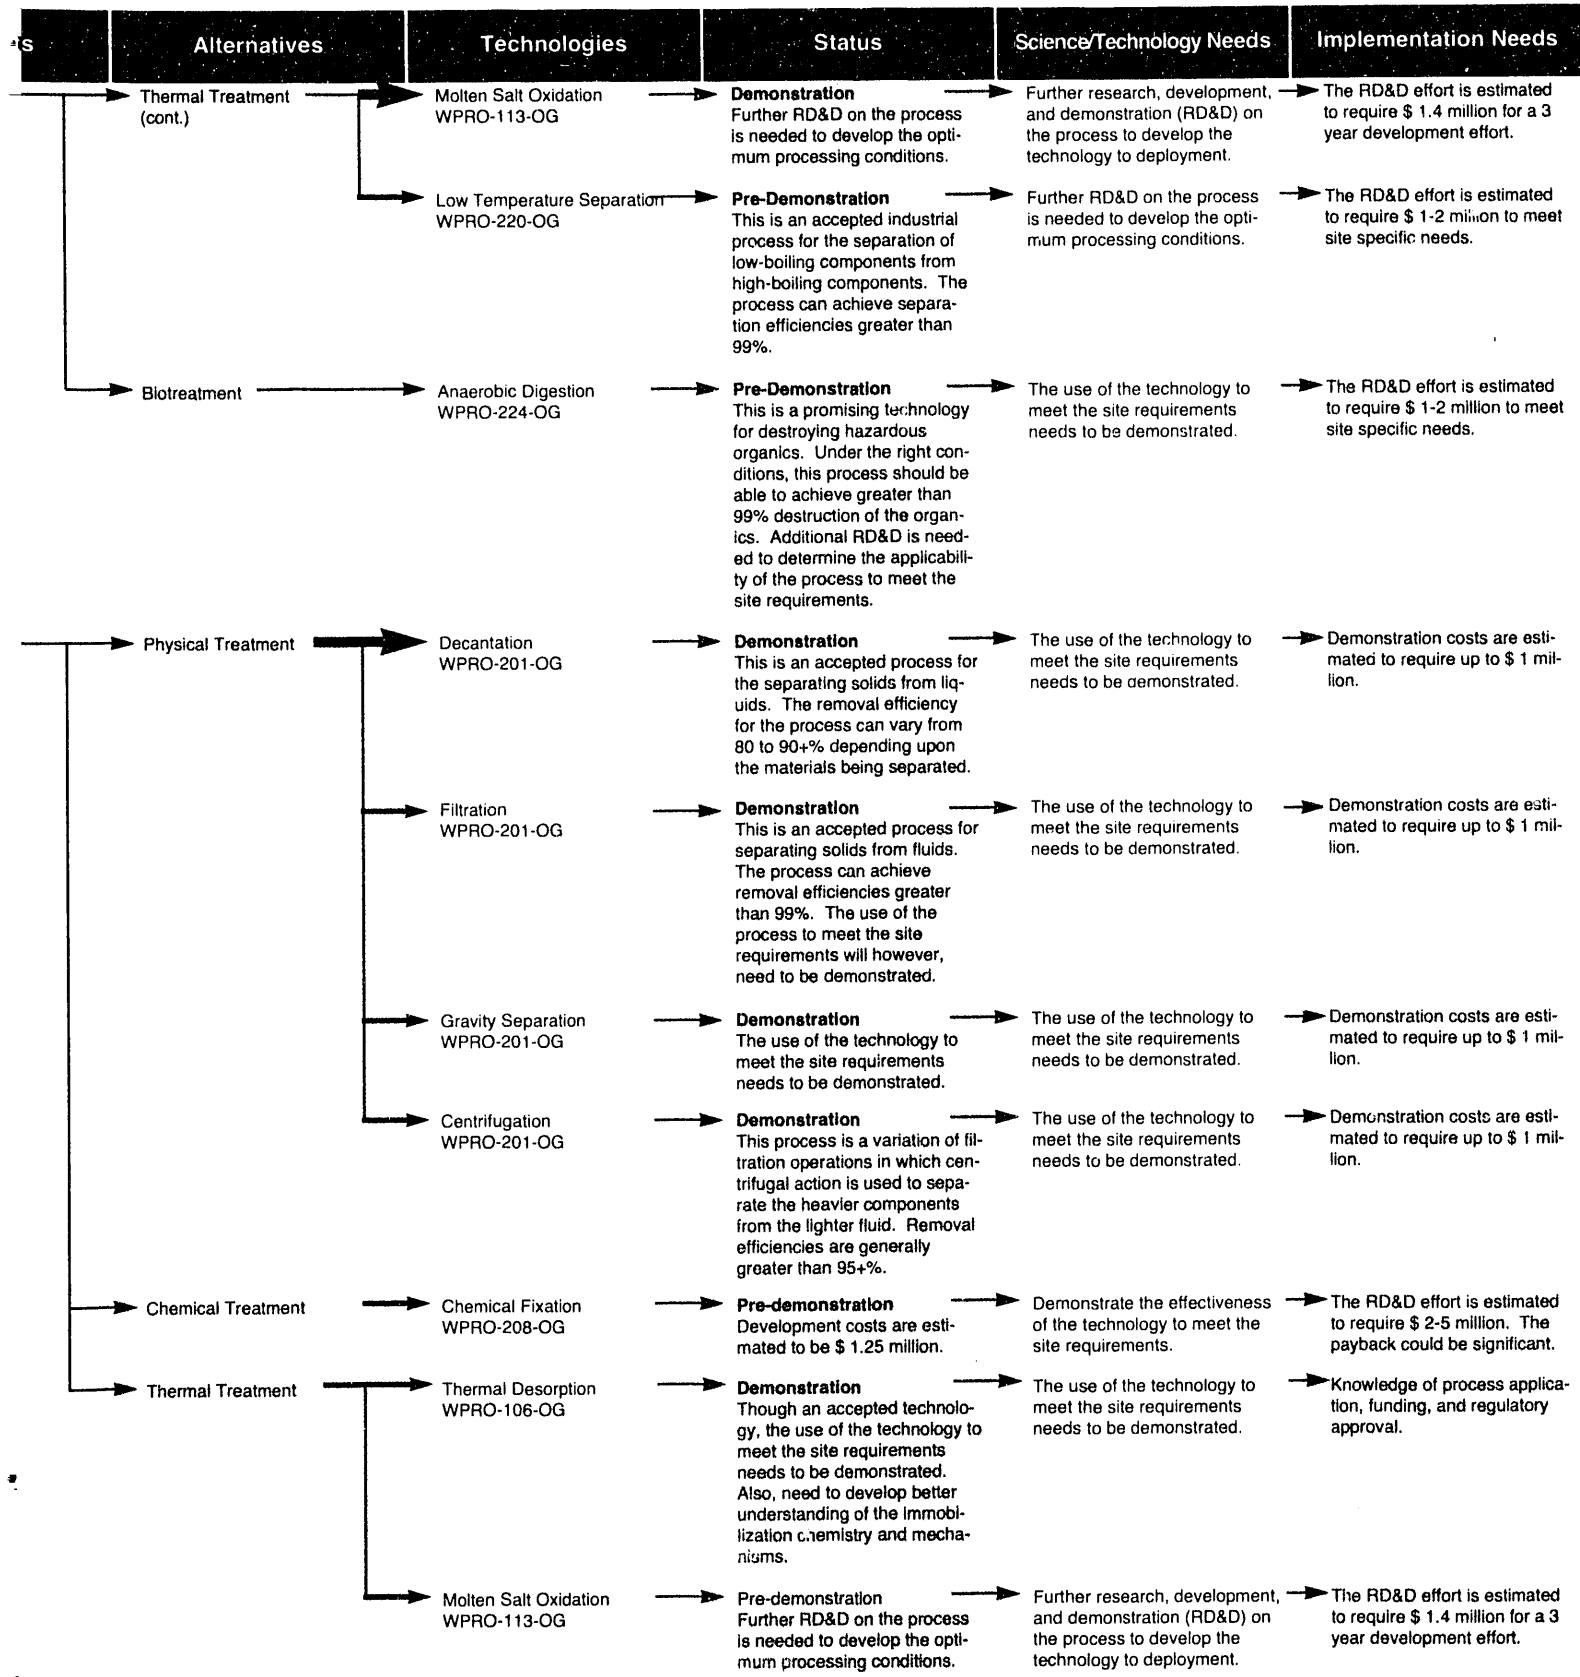 Alternatives Technologies Status Science/Technology Needs Implementation Needs
Thermal Treatment
(cont.)
Molten Salt Oxidation
WPRO-113-OG
Demonstration
Further RD&D on the process
is needed to develop the opti-
mum processing conditions.
Further research, development,
and demonstration (RD&D) on
the process to develop the
technology to deployment.
The RD&D effort is estimated
to require $ 1.4 million for a 3
year development effort.
Low Temperature Separation
WPRO-220-OG
Pre-Demonstration
This is an accepted industrial
process for the separation of
low-boiling components from
high-boiling components. The
process can achieve separa-
tion efficiencies greater than
99%.
Further RD&D on the process
is needed to develop the opti-
mum processing conditions.
The RD&D effort is estimated
to require $ 1-2 million to meet
site specific needs.
Biotreatment
Anaerobic Digestion
WPRO-224-OG
Pre-Demonstration
This is a promising technology
for destroying hazardous
organics. Under the right con-
ditions, this process should be
able to achieve greater than
99% destruction of the organ-
ics. Additional RD&D is need-
ed to determine the applicabili-
ty of the process to meet the
site requirements.
The use of the technology to
meet the site requirements
needs to be demonstrated.
The RD&D effort is estimated
to require $ 1-2 million to meet
site specific needs.
Physical Treatment
Decantation
WPRO-201-OG
Demonstration
This is an accepted process for
the separating solids from liq-
uids. The removal efficiency
for the process can vary from
80 to 90+% depending upon
the materials being separated.
The use of the technology to
meet the site requirements
needs to be demonstrated.
Demonstration costs are esti-
mated to require up to $ 1 mil-
lion.
Filtration
WPRO-201-OG
Demonstration
This is an accepted process for
separating solids from fluids.
The process can achieve
removal efficiencies greater
than 99%. The use of the
process to meet the site
requirements will however,
need to be demonstrated.
The use of the technology to
meet the site requirements
needs to be demonstrated.
Demonstration costs are esti-
mated to require up to $ 1 mil-
lion.
Gravity Separation
WPRO-201-OG
Demonstration
The use of the technology to
meet the site requirements
needs to be demonstrated.
The use of the technology to
meet the site requirements
needs to be demonstrated.
Demonstration costs are esti-
mated to require up to $ 1 mil-
lion.
Centrifugation
WPRO-201-OG
Demonstration
This process is a variation of fil-
tration operations in which cen-
trifugal action is used to sepa-
rate the heavier components
from the lighter fluid. Removal
efficiencies are generally
greater than 95+%.
The use of the technology to
meet the site requirements
needs to be demonstrated.
Demonstration costs are esti-
mated to require up to $ 1 mil-
lion.
Chemical Treatment
Chemical Fixation
WPRO-208-OG
Pre-demonstration
Development costs are esti-
mated to be $ 1.25 million.
Demonstrate the effectiveness
of the technology to meet the
site requirements.
The RD&D effort is estimated
to require $ 2-5 million. The
payback could be significant.
Thermal Treatment
Thermal Desorption
WPRO-106-OG
Demonstration
Though an accepted technolo-
gy, the use of the technology to
meet the site requirements
needs to be demonstrated.
Also, need to develop better
understanding of the immobi-
lization chemistry and mecha-
nisms.
The use of the technology to
meet the site requirements
needs to be demonstrated.
Knowledge of process applica-
tion, funding, and regulatory
approval.
Molten Salt Oxidation
WPRO-113-OG
Pre-demonstration
Further RD&D on the process
is needed to develop the opti-
mum processing conditions.
Further research, development,
and demonstration (RD&D) on
the process to develop the
technology to deployment.
The RD&D effort is estimated
to require $ 1.4 million for a 3
year development effort.